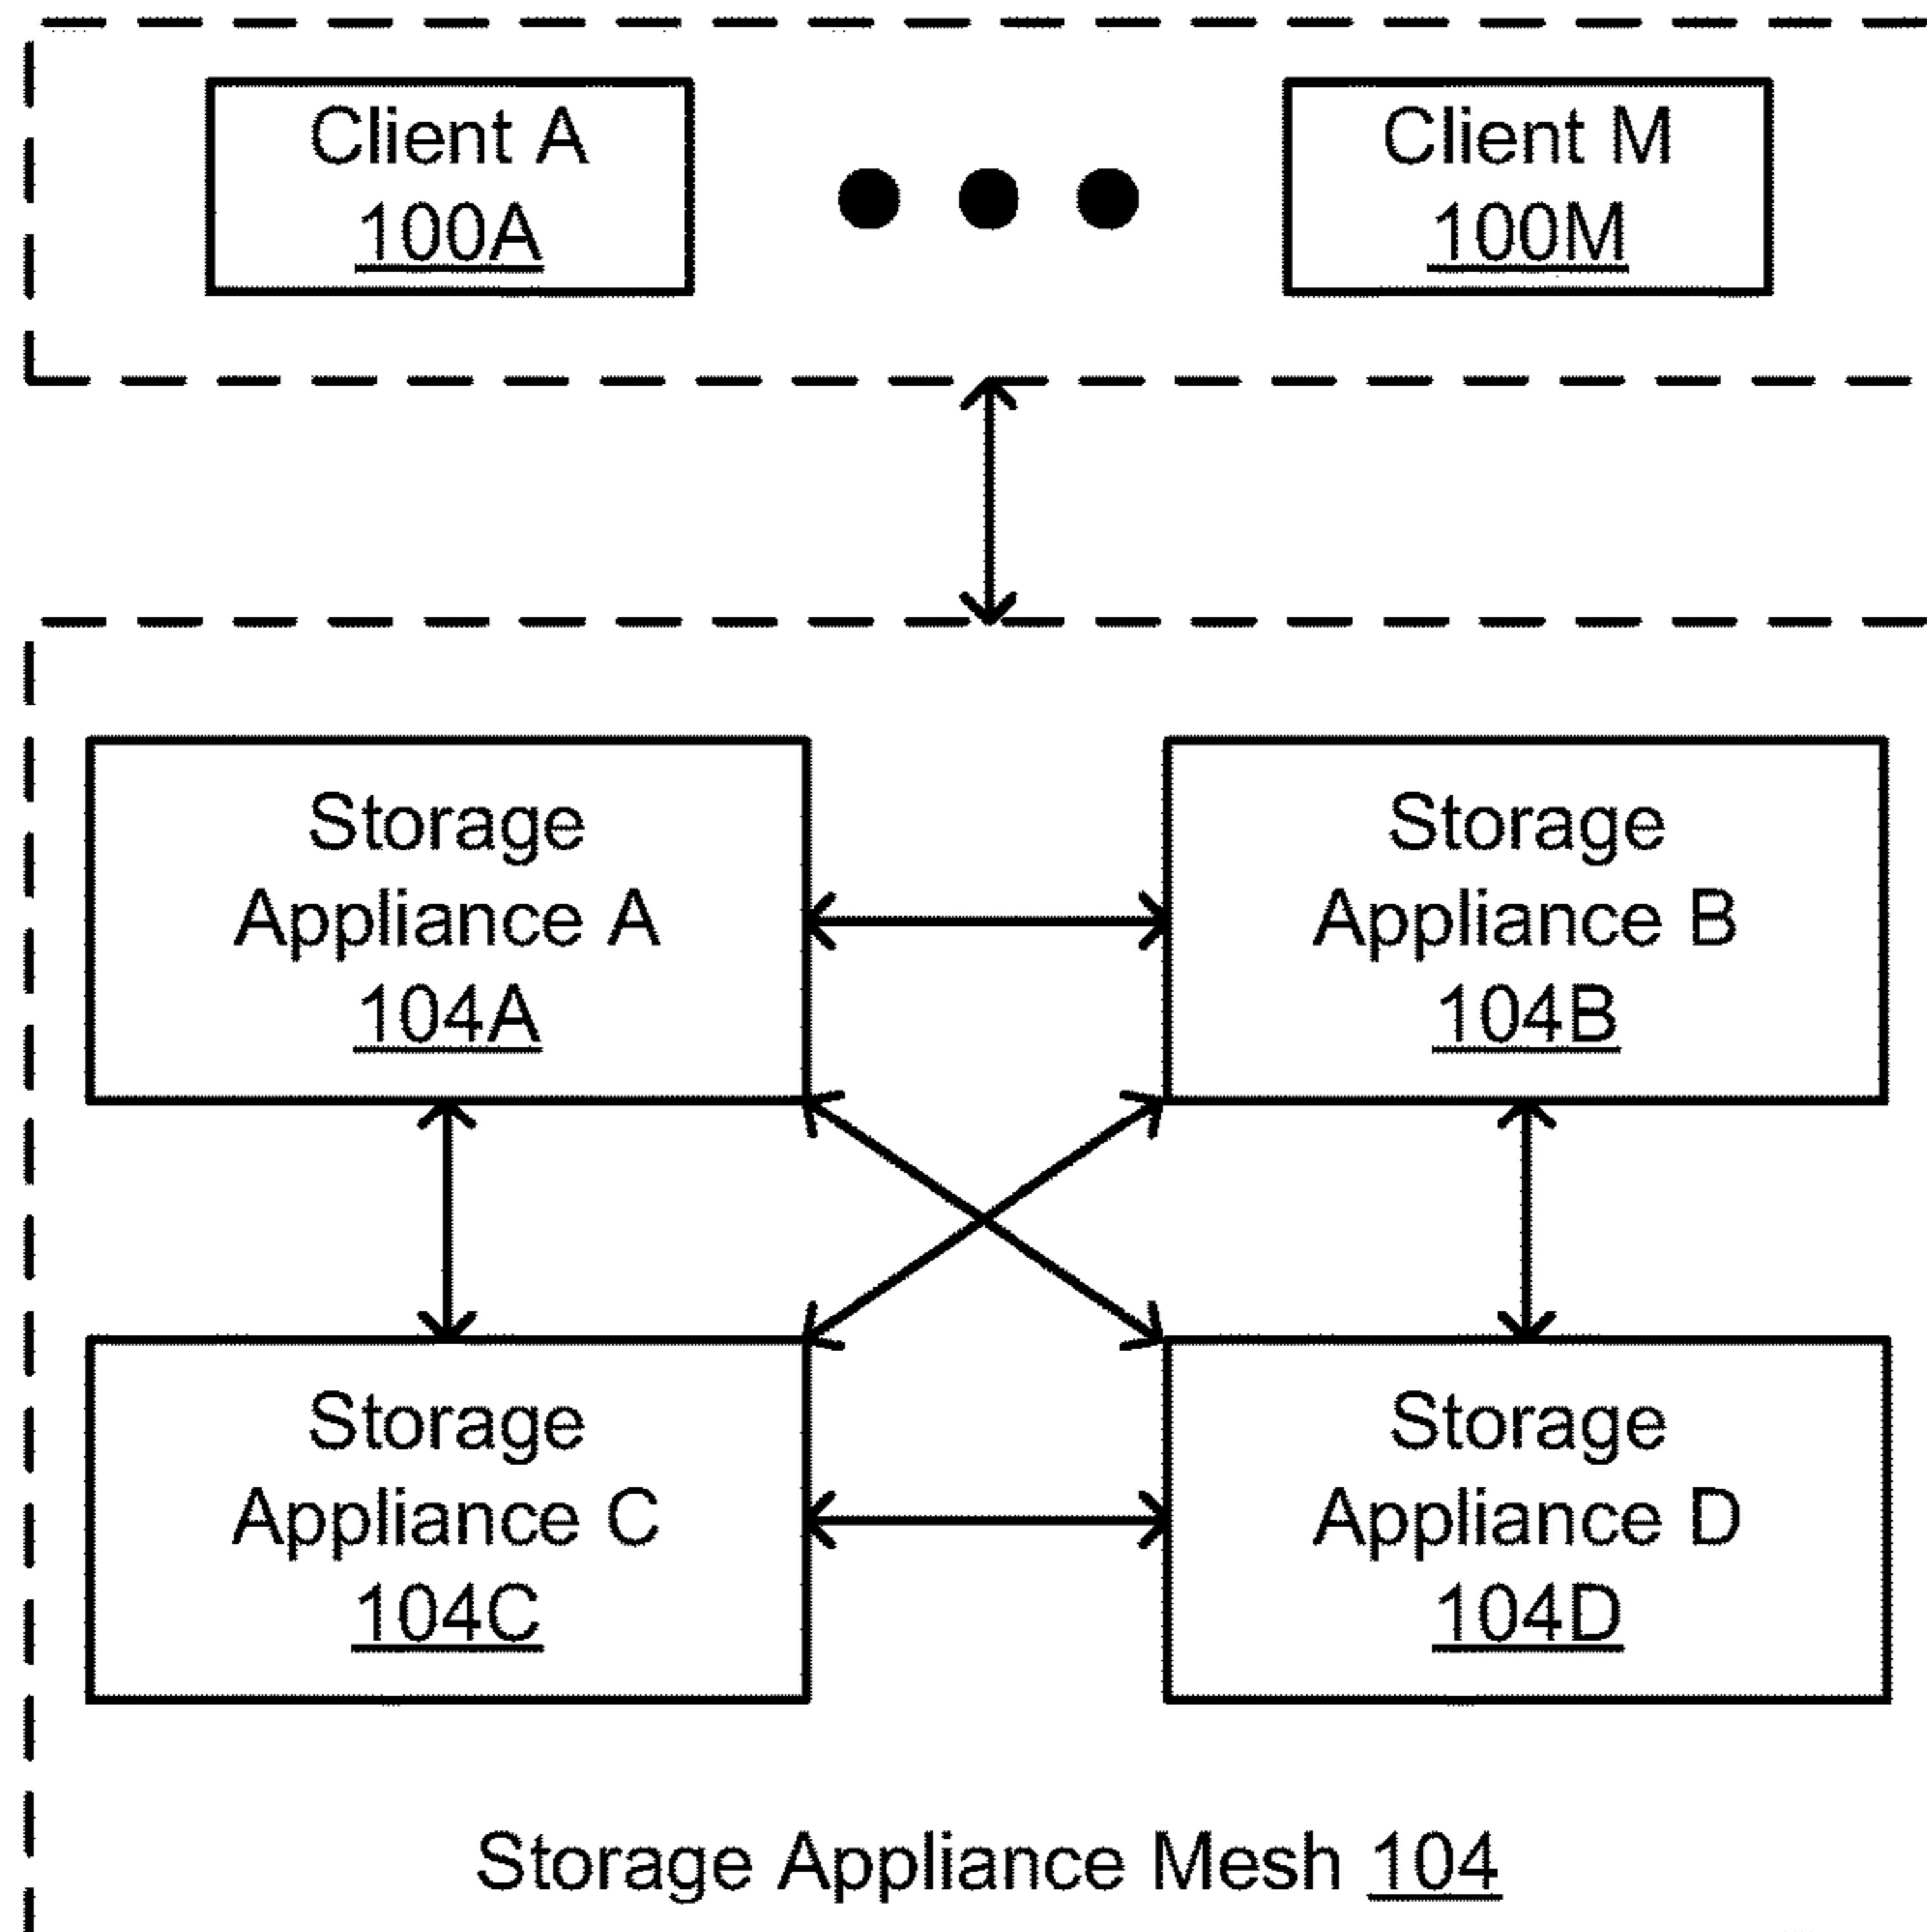 Client A
100A
Client M
100M
Storage
Appliance A
104A
Storage
Appliance B
104B
Storage
Appliance C
104C
Storage
Appliance D
104D
Storage Appliance Mesh 104